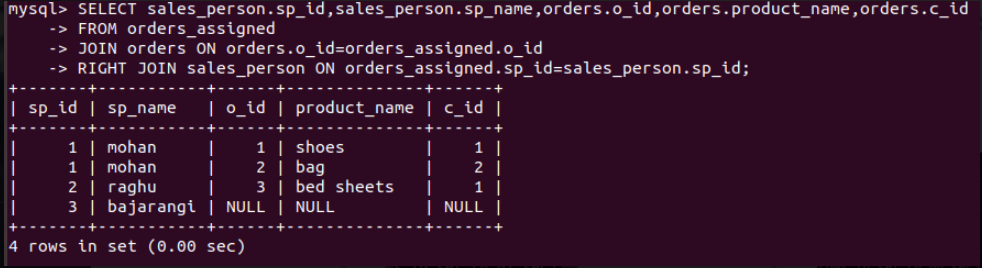 mysql> SELECT sales_person.sp_id,sales_person.sp_name,orders.o_id,orders.product_name,orders.c_id
    -> FROM orders_assigned
    -> JOIN orders ON orders.o_id=orders_assigned.o_id
    -> RIGHT JOIN sales_person ON orders_assigned.sp_id=sales_person.sp_id;
+-------+-----------+------+--------------+------+
| sp_id | sp_name   | o_id | product_name | c_id |
+-------+-----------+------+--------------+------+
|     1 | mohan     |    1 | shoes        |    1 |
|     1 | mohan     |    2 | bag          |    2 |
|     2 | raghu     |    3 | bed sheets   |    1 |
|     3 | bajarangi | NULL | NULL         | NULL |
+-------+-----------+------+--------------+------+
4 rows in set (0.00 sec)